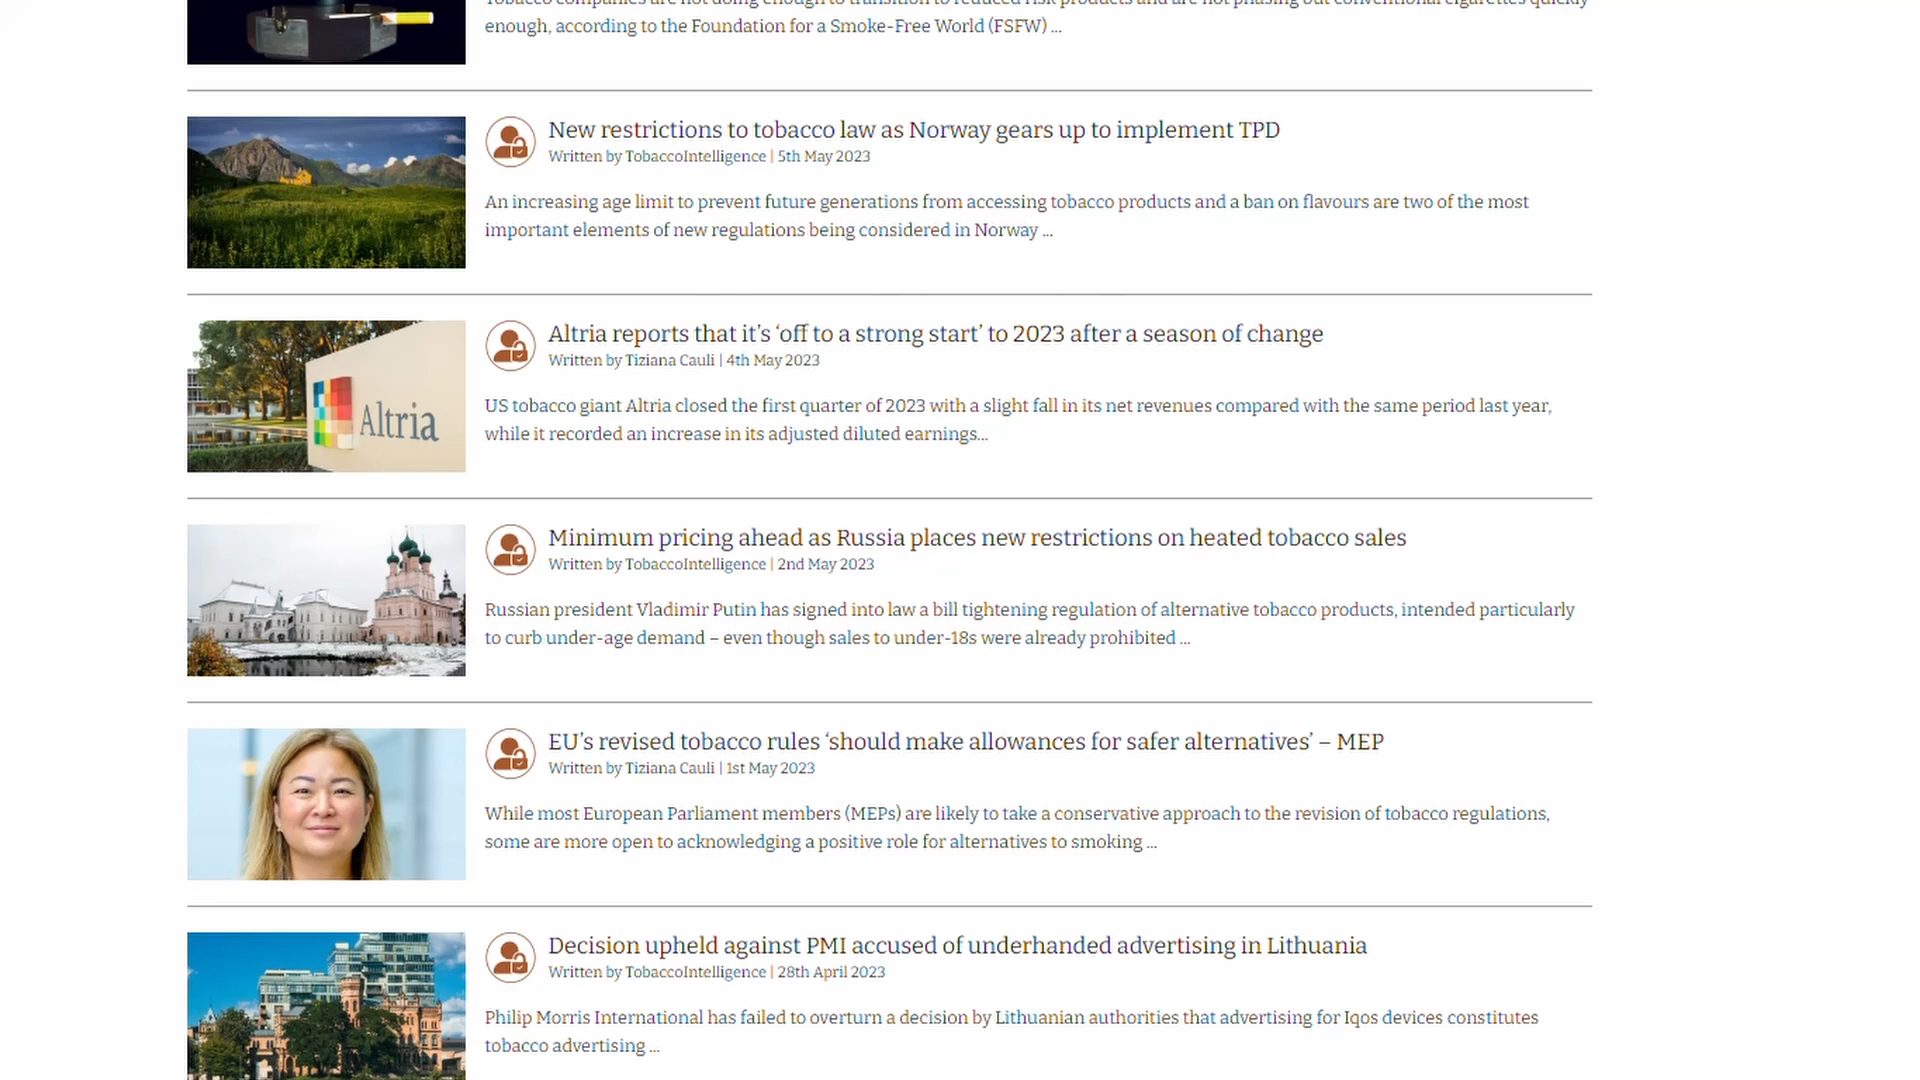 Tobacco companies are not doing enough to transition to reduced risk products and are not phasing out conventional cigarettes quickly
enough, according to the Foundation for a Smoke-Free World (FSFW) ...
New restrictions to tobacco law as Norway gears up to implement TPD
Written by TobaccoIntelligence | 5th May 2023
An increasing age limit to prevent future generations from accessing tobacco products and a ban on flavours are two of the most
important elements of new regulations being considered in Norway ...
Altria
Altria reports that it’s ‘off to a strong start’ to 2023 after a season of change
Written by Tiziana Cauli | 4th May 2023
US tobacco giant Altria closed the first quarter of 2023 with a slight fall in its net revenues compared with the same period last year,
while it recorded an increase in its adjusted diluted earnings...
Minimum pricing ahead as Russia places new restrictions on heated tobacco sales
Written by TobaccoIntelligence | 2nd May 2023
Russian president Vladimir Putin has signed into law a bill tightening regulation of alternative tobacco products, intended particularly
to curb under-age demand – even though sales to under-18s were already prohibited ...
EU’s revised tobacco rules ‘should make allowances for safer alternatives’ – MEP
Written by Tiziana Cauli | 1st May 2023
While most European Parliament members (MEPs) are likely to take a conservative approach to the revision of tobacco regulations,
some are more open to acknowledging a positive role for alternatives to smoking ...
Decision upheld against PMI accused of underhanded advertising in Lithuania
Written by TobaccoIntelligence | 28th April 2023
Philip Morris International has failed to overturn a decision by Lithuanian authorities that advertising for Iqos devices constitutes
tobacco advertising ...